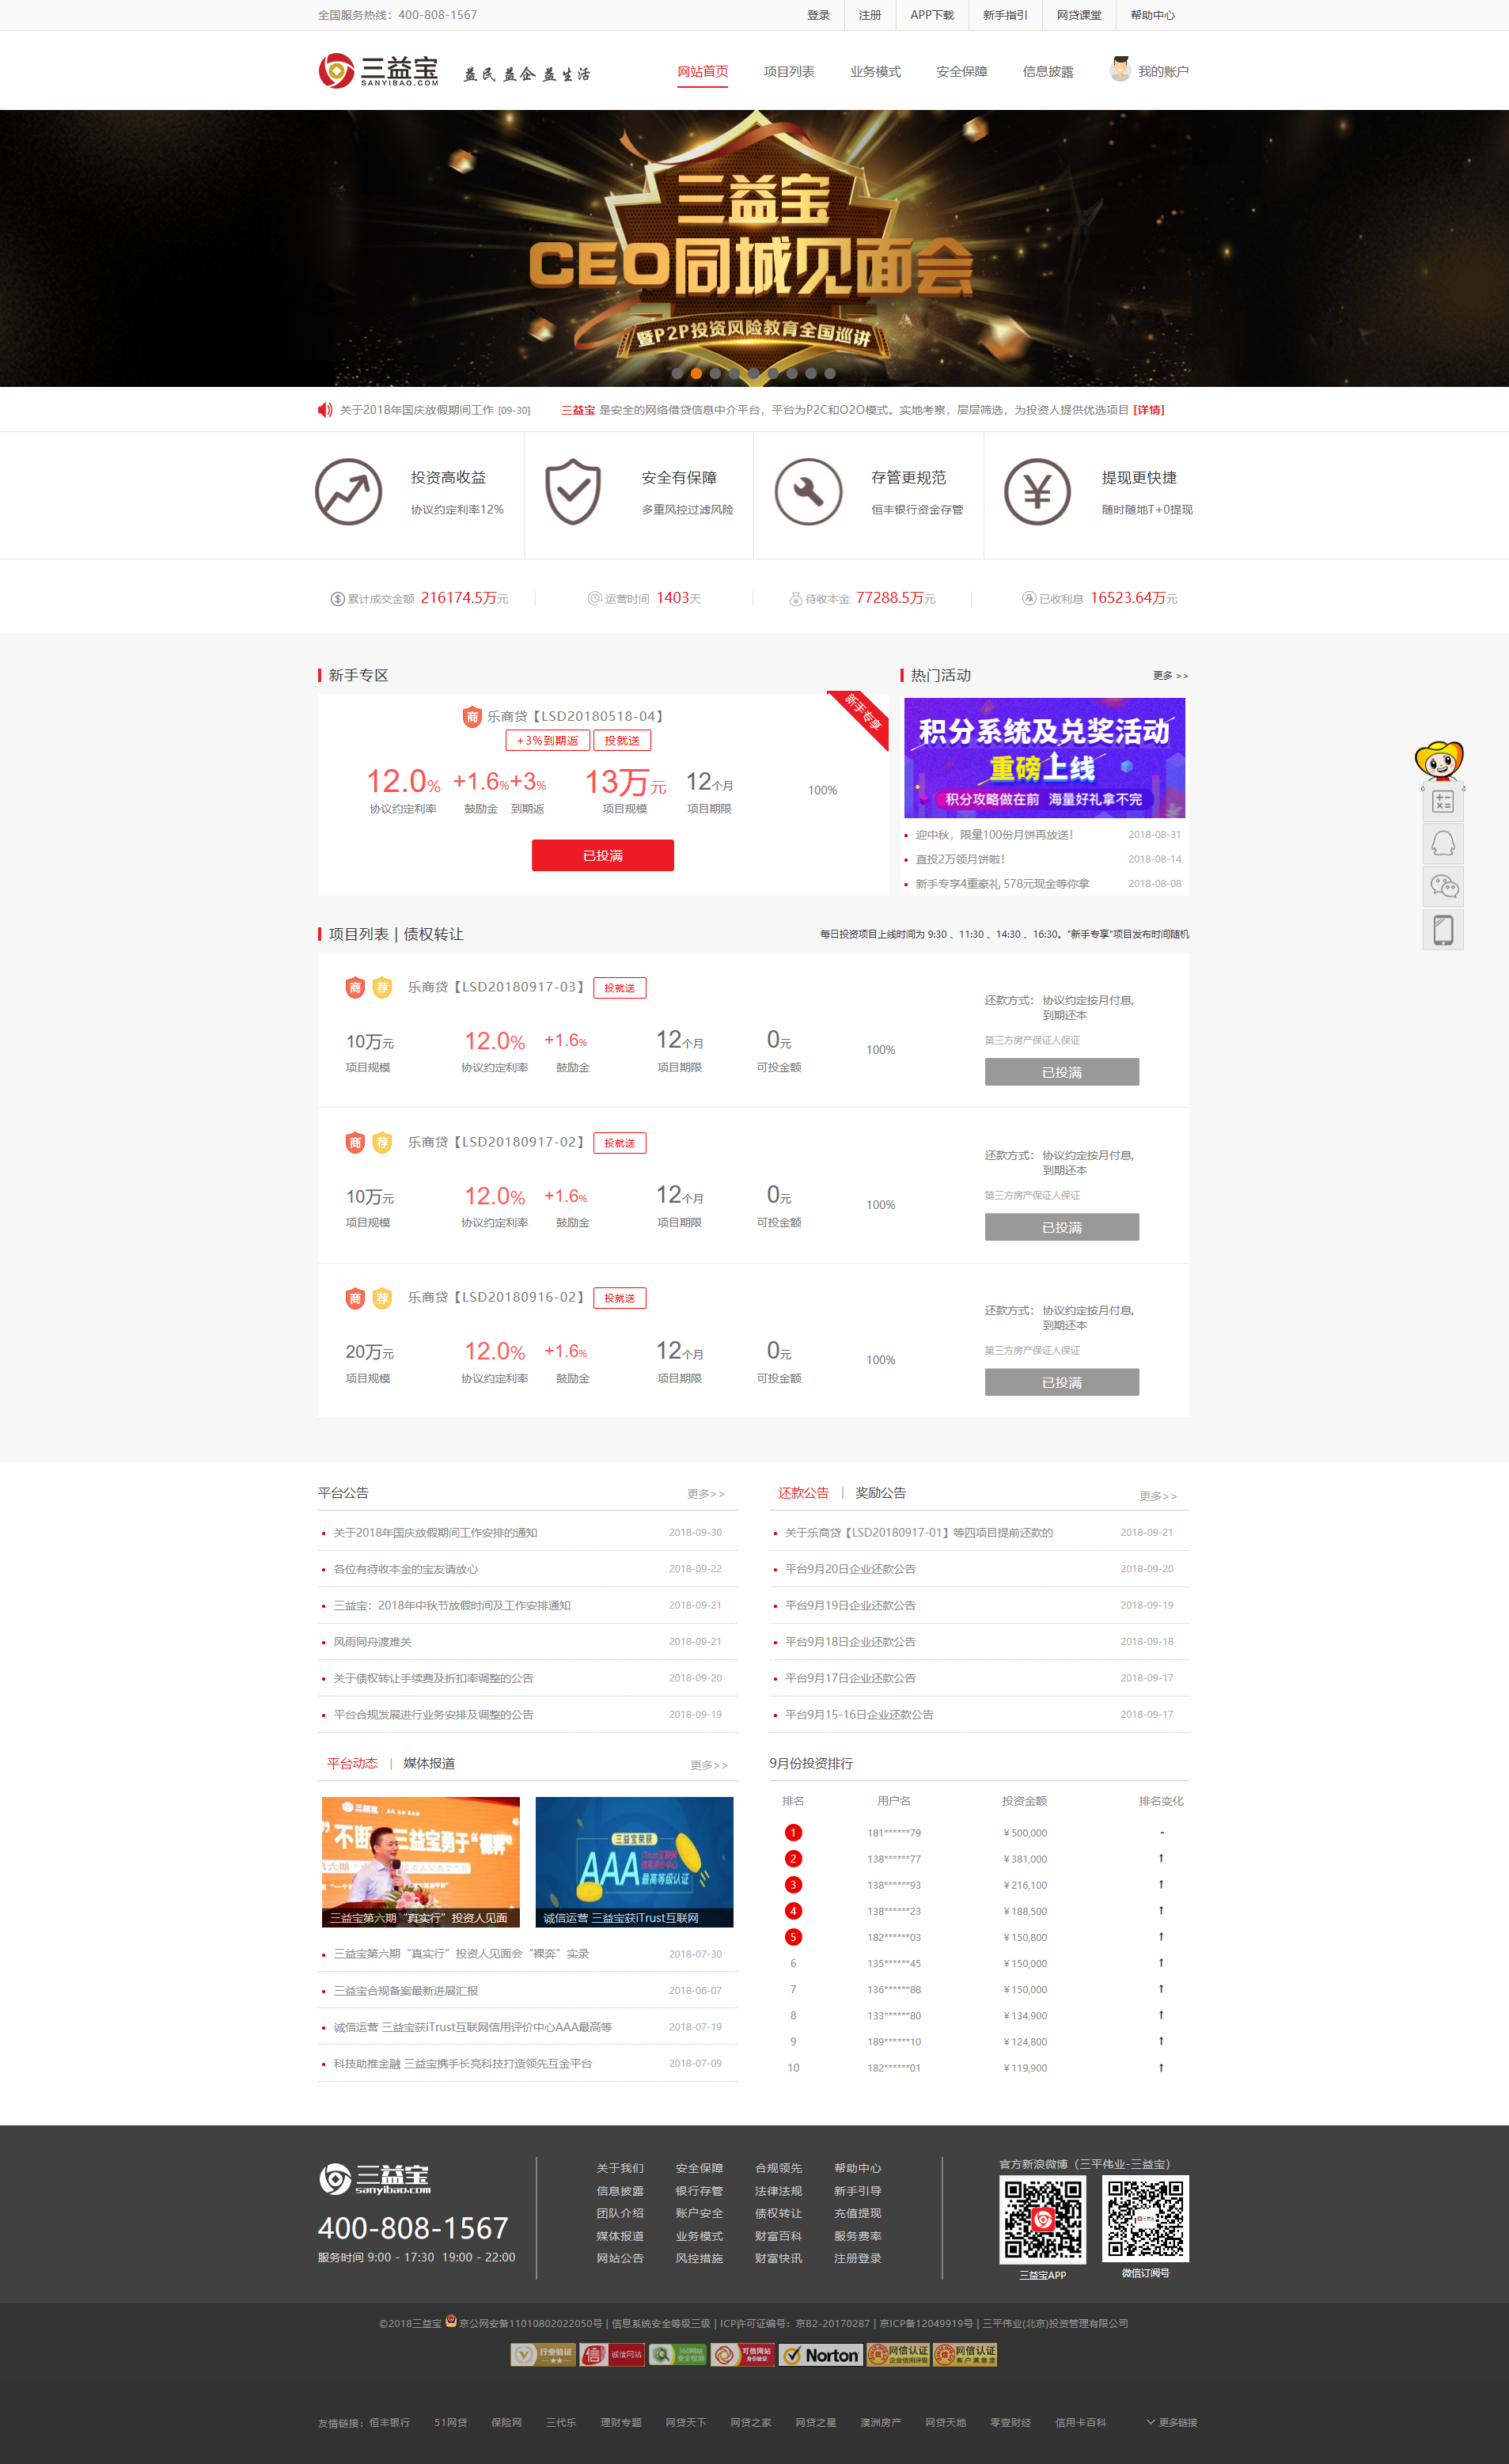 全国服务热线：400-808-1567
登录 注册 APP下载 新手指引 网贷课堂 帮助中心
三益宝 SANYIBAO.COM 益民 益企 益生活
网站首页 项目列表 业务模式 安全保障 信息披露 我的账户
三益宝
CEO同城见面会
暨P2P投资风险教育全国巡讲
关于2018年国庆放假期间工作 [09-30] 三益宝 是安全的网络借贷信息中介平台，平台为P2C和O2O模式。实地考察，层层筛选，为投资人提供优选项目 [详情]
投资高收益 安全有保障 存管更规范 提现更快捷
协议约定利率12% 多重风控过滤风险 恒丰银行资金存管 随时随地T+0提现
累计成交金额 216174.5万元 运营时间 1403天 待收本金 77288.5万元 已收利息 16523.64万元
新手专区
商 乐商贷【LSD20180518-04】
新手专享
+3%到期返 投就送
12.0% +1.6%+3% 13万元 12个月 100%
协议约定利率 鼓励金 到期返 项目规模 项目期限
已投满
热门活动 更多 >>
积分系统及兑奖活动
重磅上线
积分攻略做在前 海量好礼拿不完
迎中秋，限量100份月饼再放送！ 2018-08-31
直投2万领月饼啦！ 2018-08-14
新手专享4重豪礼 578元现金等你拿 2018-08-08
项目列表 | 债权转让 每日投资项目上线时间为 9:30 、11:30 、14:30 、16:30。"新手专享"项目发布时间随机
商 荐 乐商贷【LSD20180917-03】 投就送
还款方式： 协议约定按月付息,
到期还本
10万元 12.0% +1.6% 12个月 0元 100%
第三方房产保证人保证
项目规模 协议约定利率 鼓励金 项目期限 可投金额
已投满
商 荐 乐商贷【LSD20180917-02】 投就送
还款方式： 协议约定按月付息,
到期还本
10万元 12.0% +1.6% 12个月 0元 100%
第三方房产保证人保证
项目规模 协议约定利率 鼓励金 项目期限 可投金额
已投满
商 荐 乐商贷【LSD20180916-02】 投就送
还款方式： 协议约定按月付息,
到期还本
20万元 12.0% +1.6% 12个月 0元 100%
第三方房产保证人保证
项目规模 协议约定利率 鼓励金 项目期限 可投金额
已投满
平台公告 更多>>
关于2018年国庆放假期间工作安排的通知 2018-09-30
各位有待收本金的宝友请放心 2018-09-22
三益宝：2018年中秋节放假时间及工作安排通知 2018-09-21
风雨同舟渡难关 2018-09-21
关于债权转让手续费及折扣率调整的公告 2018-09-20
平台合规发展进行业务安排及调整的公告 2018-09-19
还款公告 | 奖励公告 更多>>
关于乐商贷【LSD20180917-01】等四项目提前还款的 2018-09-21
平台9月20日企业还款公告 2018-09-20
平台9月19日企业还款公告 2018-09-19
平台9月18日企业还款公告 2018-09-18
平台9月17日企业还款公告 2018-09-17
平台9月15-16日企业还款公告 2018-09-17
平台动态 | 媒体报道 更多>>
三益宝第六期“真实行”投资人见面
三益宝荣获
AAA
最高等级认证
诚信运营 三益宝获iTrust互联网
三益宝第六期“真实行”投资人见面会“裸奔”实录 2018-07-30
三益宝合规备案最新进展汇报 2018-06-07
诚信运营 三益宝获iTrust互联网信用评价中心AAA最高等 2018-07-19
科技助推金融 三益宝携手长亮科技打造领先互金平台 2018-07-09
9月份投资排行
排名 用户名 投资金额 排名变化
1 181******79 ￥500,000 -
2 138******77 ￥381,000 ↑
3 138******93 ￥216,100 ↑
4 138******23 ￥188,500 ↑
5 182******03 ￥150,800 ↑
6 135******45 ￥150,000 ↑
7 136******88 ￥150,000 ↑
8 133******80 ￥134,900 ↑
9 189******10 ￥124,800 ↑
10 182******01 ￥119,900 ↑
三益宝 sanyibao.com
400-808-1567
服务时间 9:00 - 17:30 19:00 - 22:00
关于我们 安全保障 合规领先 帮助中心
信息披露 银行存管 法律法规 新手引导
团队介绍 账户安全 债权转让 充值提现
媒体报道 业务模式 财富百科 服务费率
网站公告 风控措施 财富快讯 注册登录
官方新浪微博（三平伟业-三益宝）
三益宝APP 微信订阅号
©2018三益宝 京公网安备11010802022050号 | 信息系统安全等级三级 | ICP许可证编号：京B2-20170287 | 京ICP备12049919号 | 三平伟业(北京)投资管理有限公司
行业验证 诚信网站 360网站安全检测 可信网站 身份验证 Norton 网信认证 企业信用评级 网信认证 客户满意度
友情链接： 恒丰银行 51网贷 保险网 三代乐 理财专题 网贷天下 网贷之家 网贷之星 澳洲房产 网贷天地 零壹财经 信用卡百科 更多链接